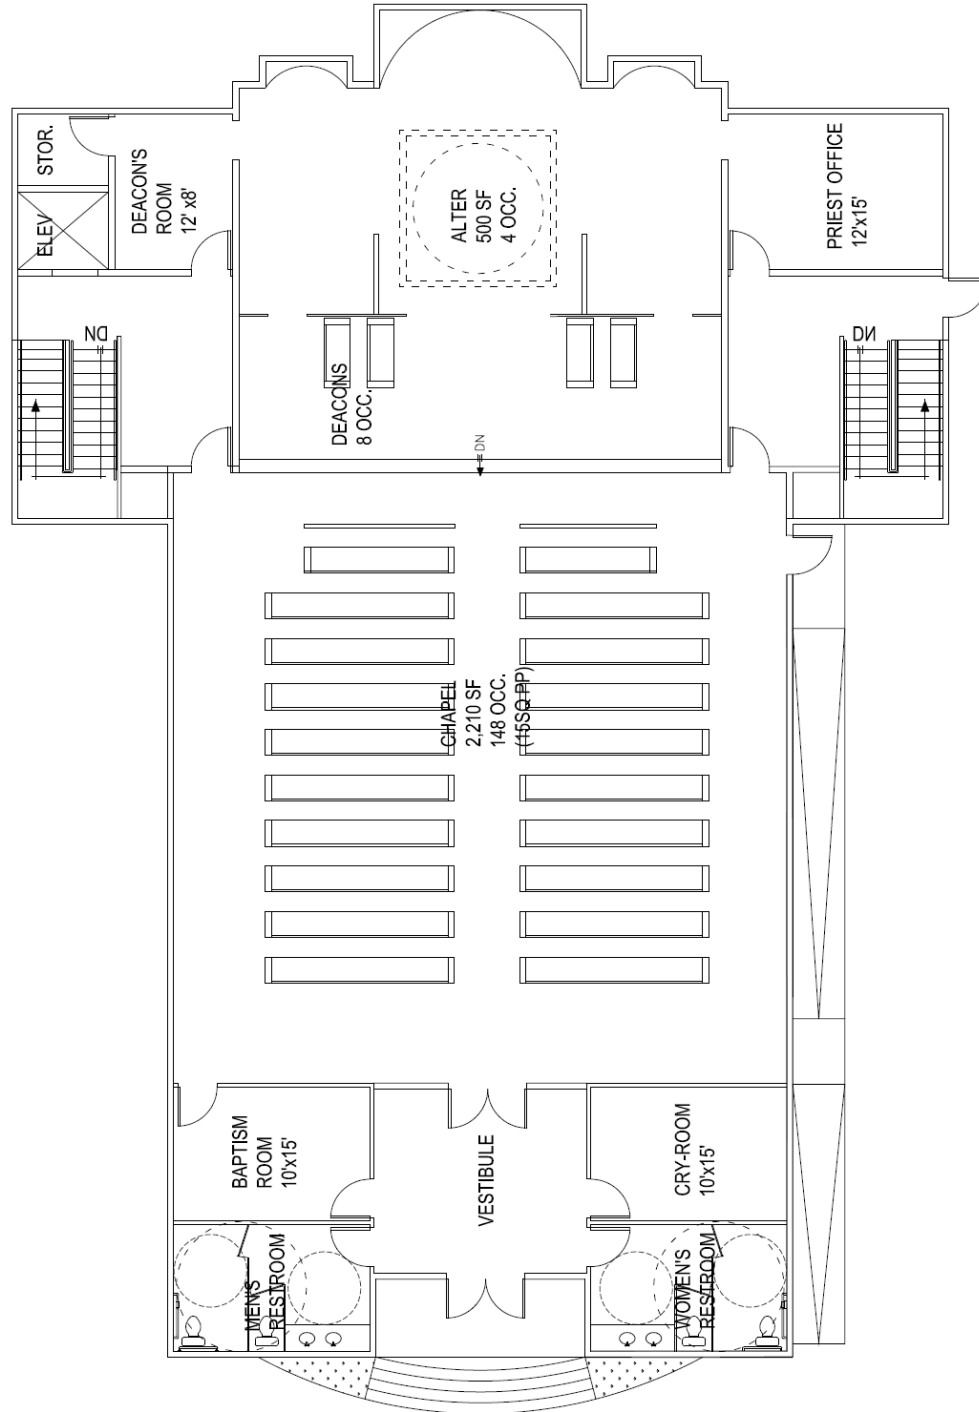 STOR.
ELEV
DEACON'S
ROOM
12' x8'
ALTER
500 SF
4 OCC.
PRIEST OFFICE
12'x15'
DN
DN
DEACONS
8 OCC.
DN
CHAPEL
2,210 SF
148 OCC.
(15SQ PP)
BAPTISM
ROOM
10'x15'
VESTIBULE
CRY-ROOM
10'x15'
MEN'S
RESTROOM
WOMEN'S
RESTROOM